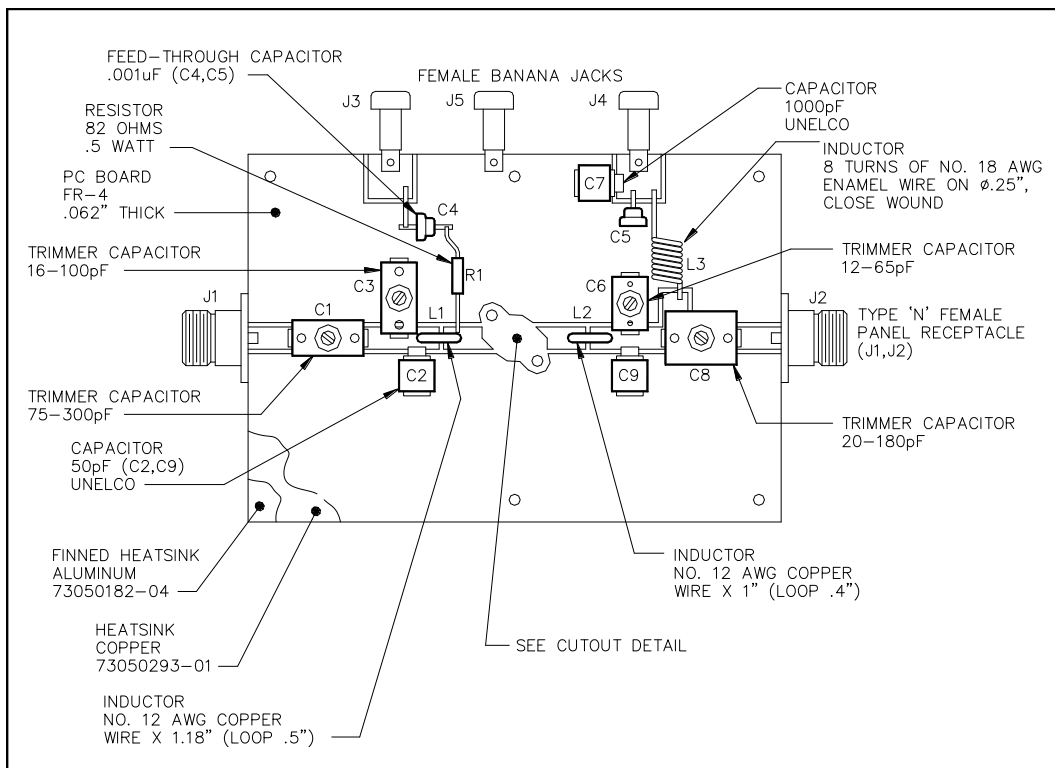 FEED-THROUGH CAPACITOR
.001uF (C4,C5)
FEMALE BANANA JACKS
J3
J5
J4
CAPACITOR
1000pF
UNELCO
RESISTOR
82 OHMS
.5 WATT
INDUCTOR
8 TURNS OF NO. 18 AWG
ENAMEL WIRE ON ø.25",
CLOSE WOUND
PC BOARD
FR-4
.062" THICK
C7
C4
C5
TRIMMER CAPACITOR
16-100pF
TRIMMER CAPACITOR
12-65pF
R1
C3
C6
L3
J1
C1
L1
L2
J2
TYPE 'N' FEMALE
PANEL RECEPTACLE
(J1,J2)
C2
C9
C8
TRIMMER CAPACITOR
75-300pF
TRIMMER CAPACITOR
20-180pF
CAPACITOR
50pF (C2,C9)
UNELCO
FINNED HEATSINK
ALUMINUM
73050182-04
INDUCTOR
NO. 12 AWG COPPER
WIRE X 1" (LOOP .4")
HEATSINK
COPPER
73050293-01
SEE CUTOUT DETAIL
INDUCTOR
NO. 12 AWG COPPER
WIRE X 1.18" (LOOP .5")